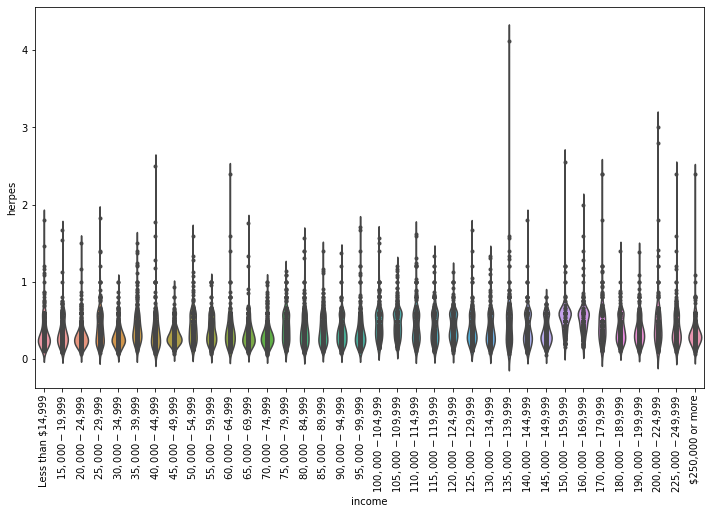 4
3
2
1
0
herpes
Less than $14,999
15,000 − 19,999
20,000 − 24,999
25,000 − 29,999
30,000 − 34,999
35,000 − 39,999
40,000 − 44,999
45,000 − 49,999
50,000 − 54,999
55,000 − 59,999
60,000 − 64,999
65,000 − 69,999
70,000 − 74,999
75,000 − 79,999
80,000 − 84,999
85,000 − 89,999
90,000 − 94,999
95,000 − 99,999
100,000 − 104,999
105,000 − 109,999
110,000 − 114,999
115,000 − 119,999
120,000 − 124,999
125,000 − 129,999
130,000 − 134,999
135,000 − 139,999
140,000 − 144,999
145,000 − 149,999
150,000 − 159,999
160,000 − 169,999
170,000 − 179,999
180,000 − 189,999
190,000 − 199,999
200,000 − 224,999
225,000 − 249,999
$250,000 or more
income